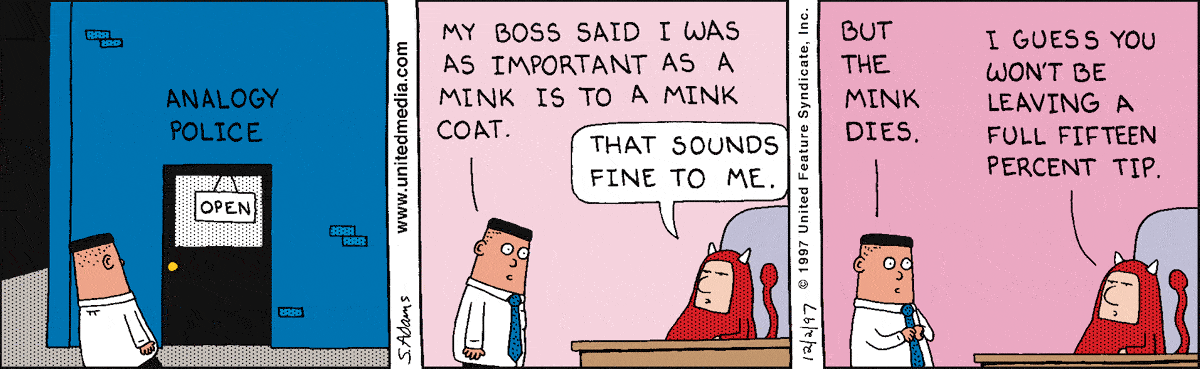 ANALOGY
POLICE
OPEN
www.unitedmedia.com
S. Adams
MY BOSS SAID I WAS
AS IMPORTANT AS A
MINK IS TO A MINK
COAT.
THAT SOUNDS
FINE TO ME.
© 1997 United Feature Syndicate, Inc.
12/2/97
BUT
THE
MINK
DIES.
I GUESS YOU
WON'T BE
LEAVING A
FULL FIFTEEN
PERCENT TIP.